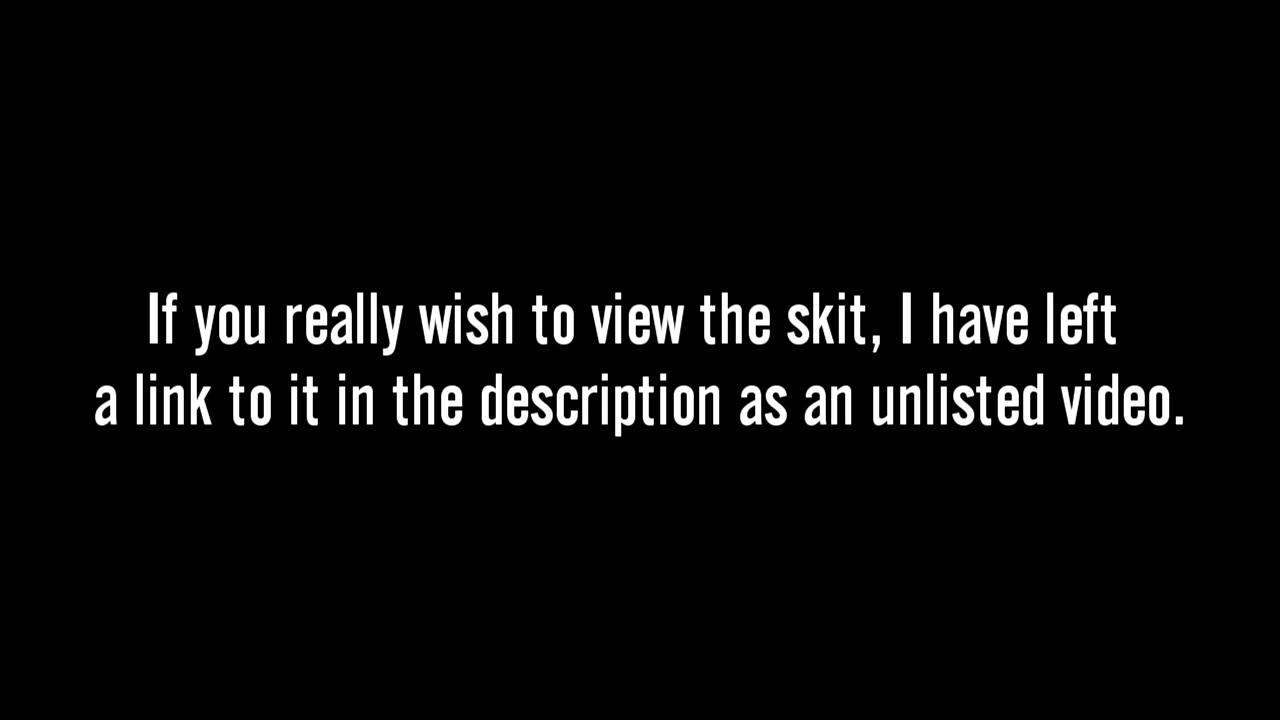 If you really wish to view the skit, I have left
a link to it in the description as an unlisted video.